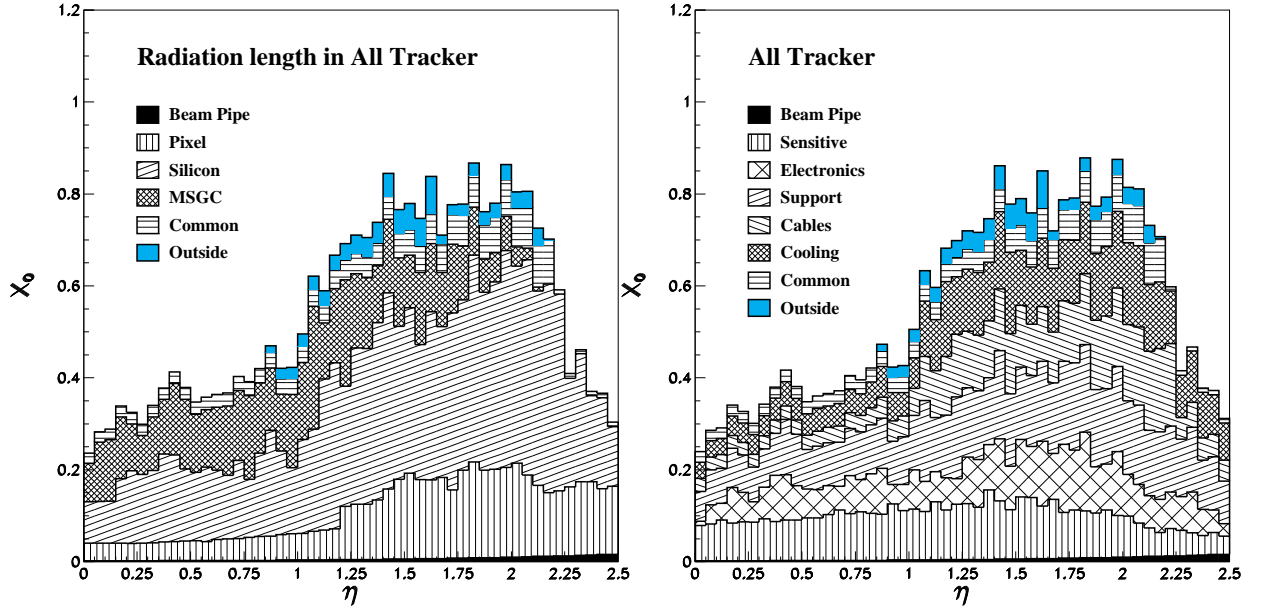 Radiation length in All Tracker
Beam Pipe
Pixel
Silicon
MSGC
Common
Outside
X₀
1.2
1
0.8
0.6
0.4
0.2
0
0 0.25 0.5 0.75 1 1.25 1.5 1.75 2 2.25 2.5
η
All Tracker
Beam Pipe
Sensitive
Electronics
Support
Cables
Cooling
Common
Outside
X₀
1.2
1
0.8
0.6
0.4
0.2
0
0 0.25 0.5 0.75 1 1.25 1.5 1.75 2 2.25 2.5
η